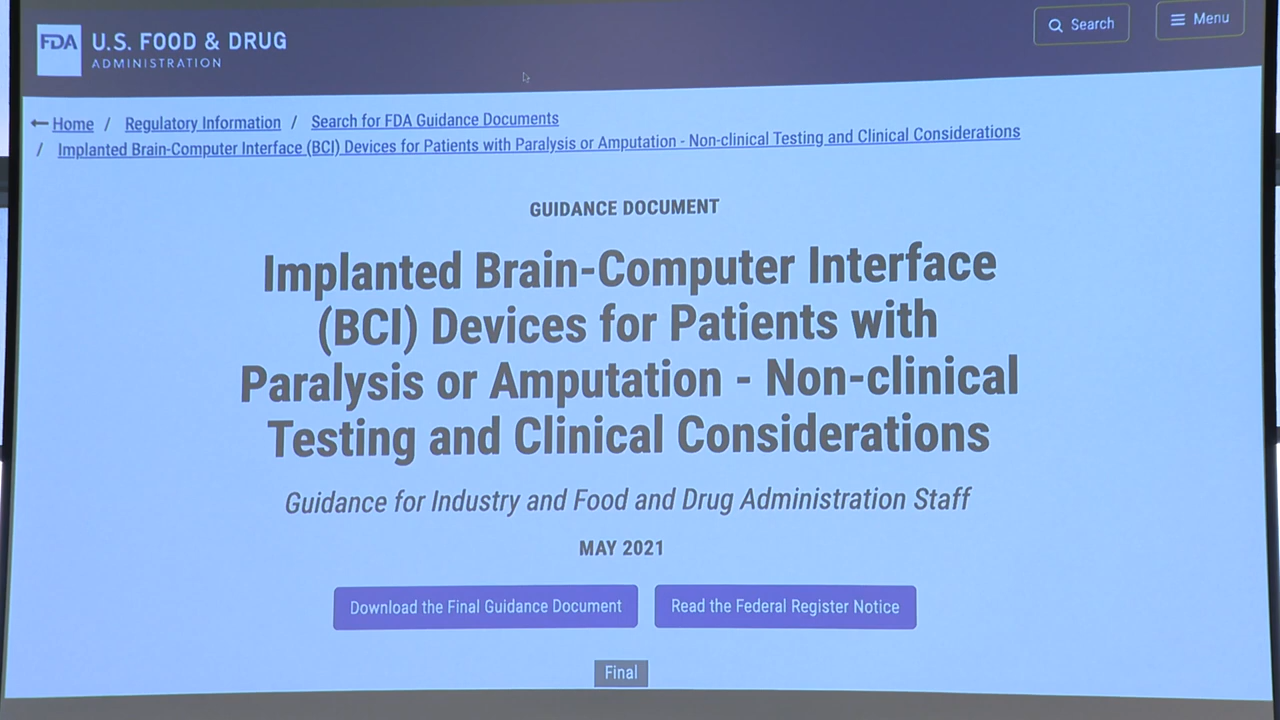 FDA U.S. FOOD & DRUG
ADMINISTRATION
Search
Menu
Home / Regulatory Information / Search for FDA Guidance Documents
/ Implanted Brain-Computer Interface (BCI) Devices for Patients with Paralysis or Amputation - Non-clinical Testing and Clinical Considerations
GUIDANCE DOCUMENT
Implanted Brain-Computer Interface
(BCI) Devices for Patients with
Paralysis or Amputation - Non-clinical
Testing and Clinical Considerations
Guidance for Industry and Food and Drug Administration Staff
MAY 2021
Download the Final Guidance Document
Read the Federal Register Notice
Final